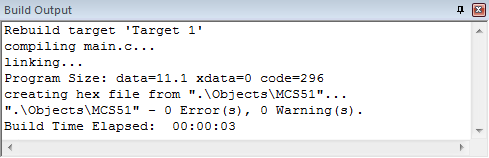 Build Output
Rebuild target 'Target 1'
compiling main.c...
linking...
Program Size: data=11.1 xdata=0 code=296
creating hex file from ".\Objects\MCS51"...
".\Objects\MCS51" - 0 Error(s), 0 Warning(s).
Build Time Elapsed:  00:00:03